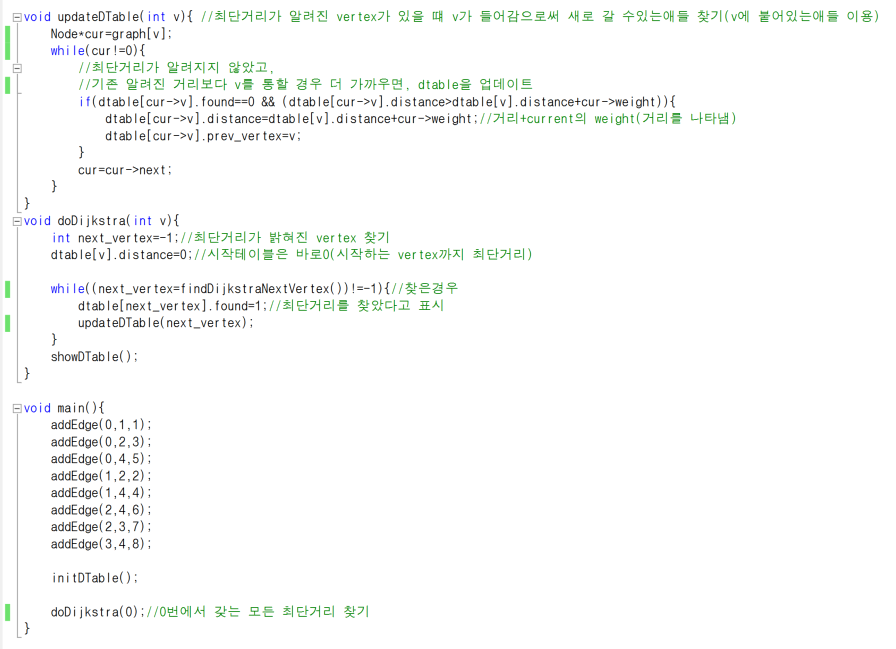 void updateDTable(int v){ //최단거리가 알려진 vertex가 있을 떄 v가 들어감으로써 새로 갈 수있는애들 찾기(v에 붙어있는애들 이용)
Node*cur=graph[v];
while(cur!=0){
//최단거리가 알려지지 않았고,
//기존 알려진 거리보다 v를 통할 경우 더 가까우면, dtable을 업데이트
if(dtable[cur->v].found==0 && (dtable[cur->v].distance>dtable[v].distance+cur->weight)){
dtable[cur->v].distance=dtable[v].distance+cur->weight;//거리+current의 weight(거리를 나타냄)
dtable[cur->v].prev_vertex=v;
}
cur=cur->next;
}
}
void doDijkstra(int v){
int next_vertex=-1;//최단거리가 밝혀진 vertex 찾기
dtable[v].distance=0;//시작테이블은 바로0(시작하는 vertex까지 최단거리)
while((next_vertex=findDijkstraNextVertex())!=-1){//찾은경우
dtable[next_vertex].found=1;//최단거리를 찾았다고 표시
updateDTable(next_vertex);
}
showDTable();
}
void main(){
addEdge(0,1,1);
addEdge(0,2,3);
addEdge(0,4,5);
addEdge(1,2,2);
addEdge(1,4,4);
addEdge(2,4,6);
addEdge(2,3,7);
addEdge(3,4,8);
initDTable();
doDijkstra(0);//0번에서 갖는 모든 최단거리 찾기
}